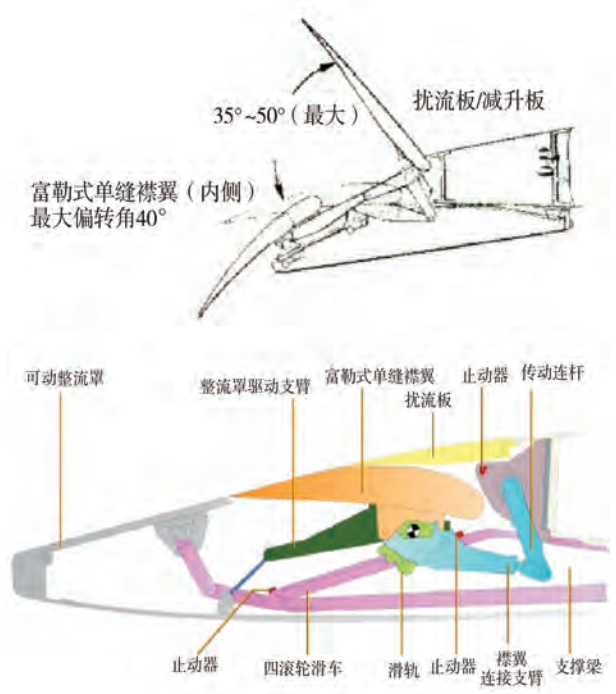 35°~50°（最大）
扰流板/减升板
富勒式单缝襟翼（内侧）
最大偏转角40°
可动整流罩
整流罩驱动支臂
富勒式单缝襟翼
扰流板
止动器
传动连杆
止动器
四滚轮滑车
滑轨
止动器
襟翼
连接支臂
支撑梁